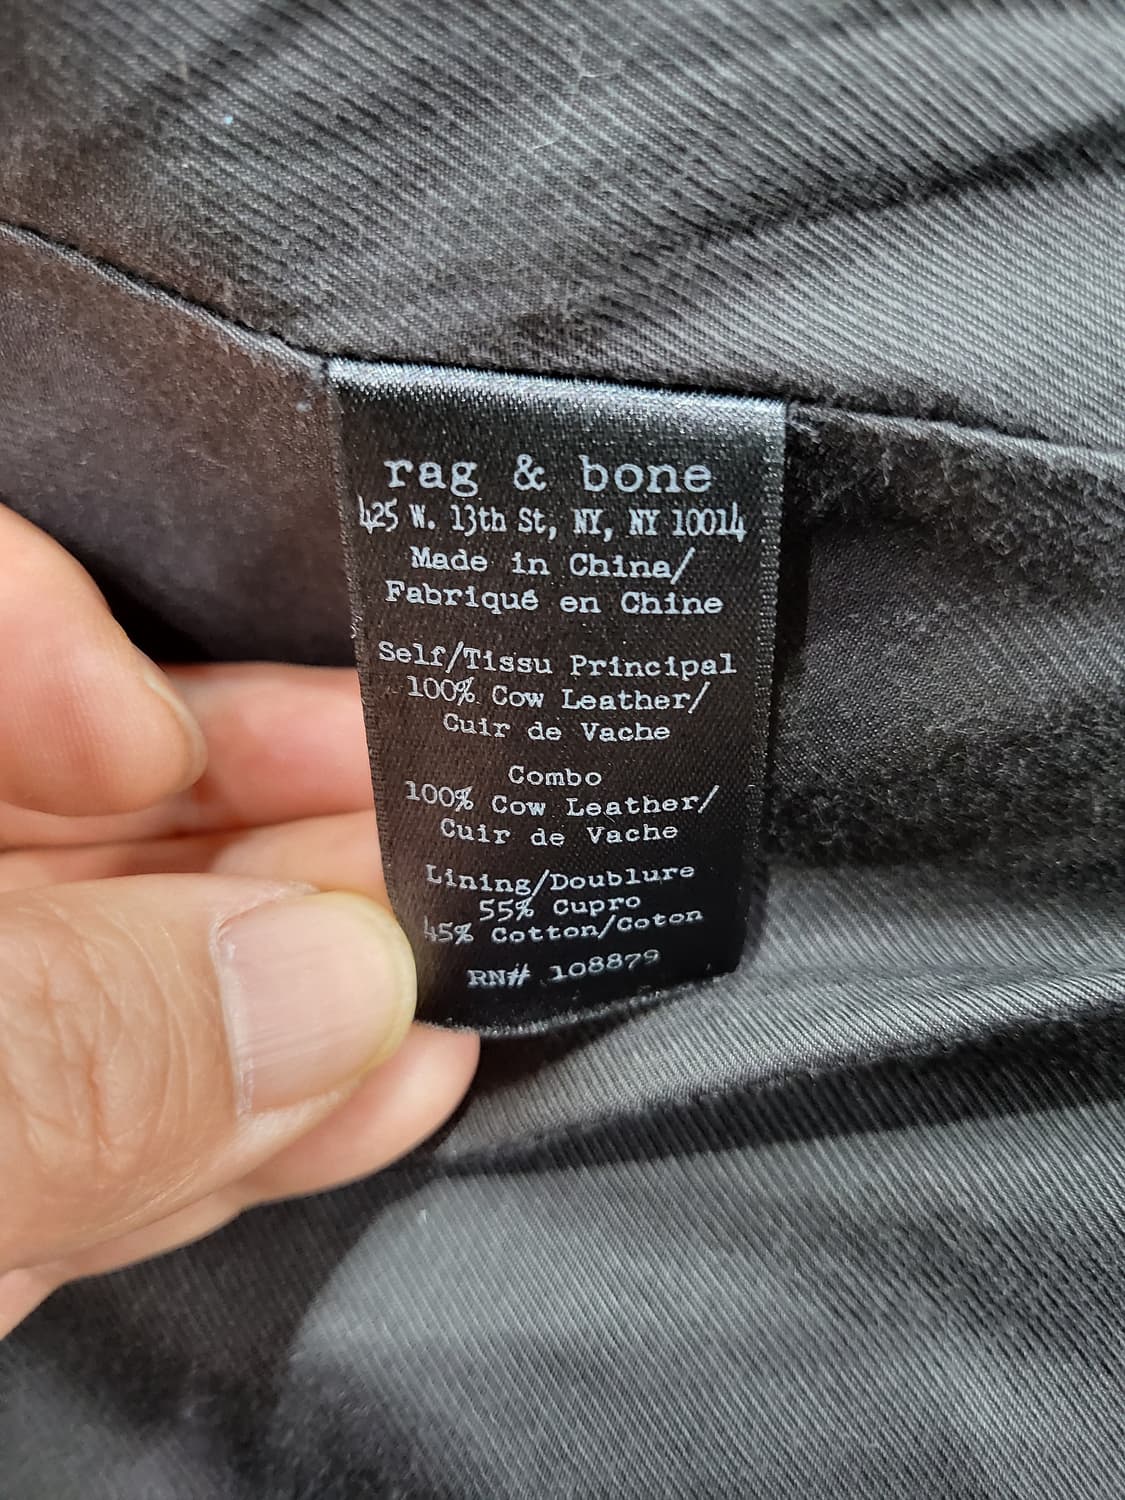 rag & bone
425 W. 13th St, NY, NY 10014
Made in China/
Fabriqué en Chine
Self/Tissu Principal
100% Cow Leather/
Cuir de Vache
Combo
100% Cow Leather/
Cuir de Vache
Lining/Doublure
55% Cupro
45% Cotton/Coton
RN# 108879